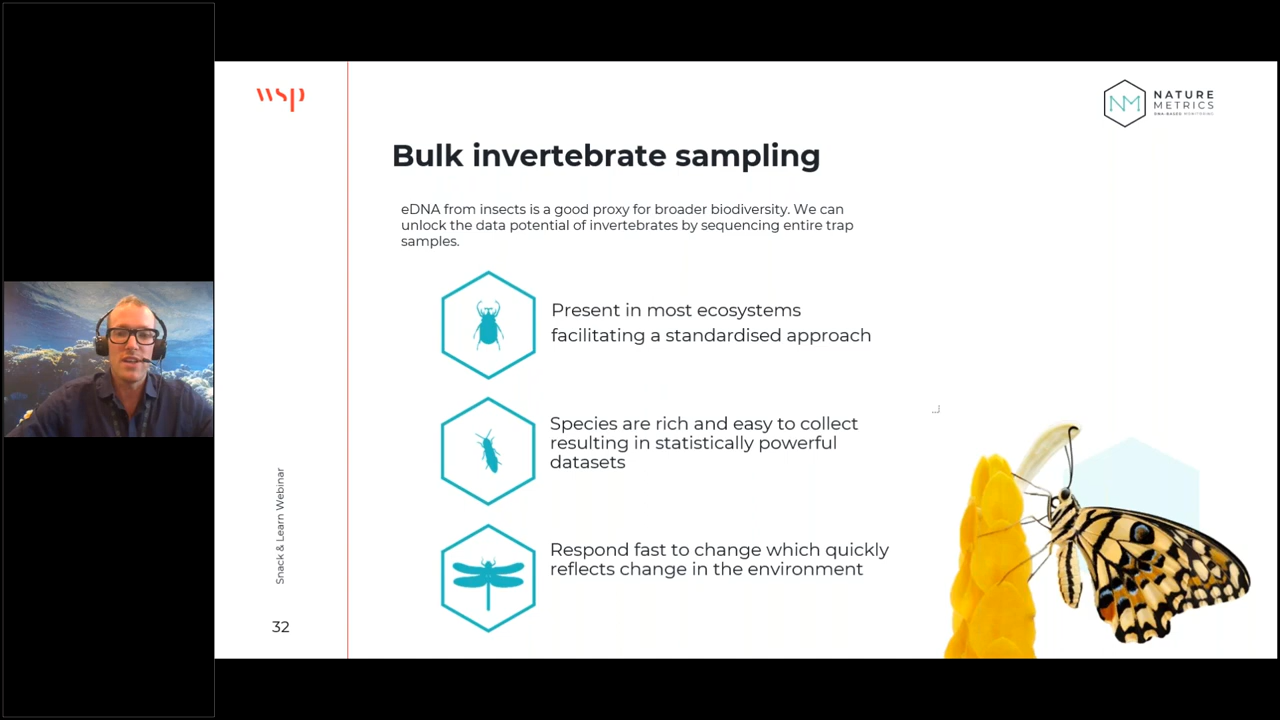 wsp
NATURE
METRICS
DNA-BASED MONITORING
Bulk invertebrate sampling
eDNA from insects is a good proxy for broader biodiversity. We can
unlock the data potential of invertebrates by sequencing entire trap
samples.
Present in most ecosystems
facilitating a standardised approach
Species are rich and easy to collect
resulting in statistically powerful
datasets
Respond fast to change which quickly
reflects change in the environment
Snack & Learn Webinar
32